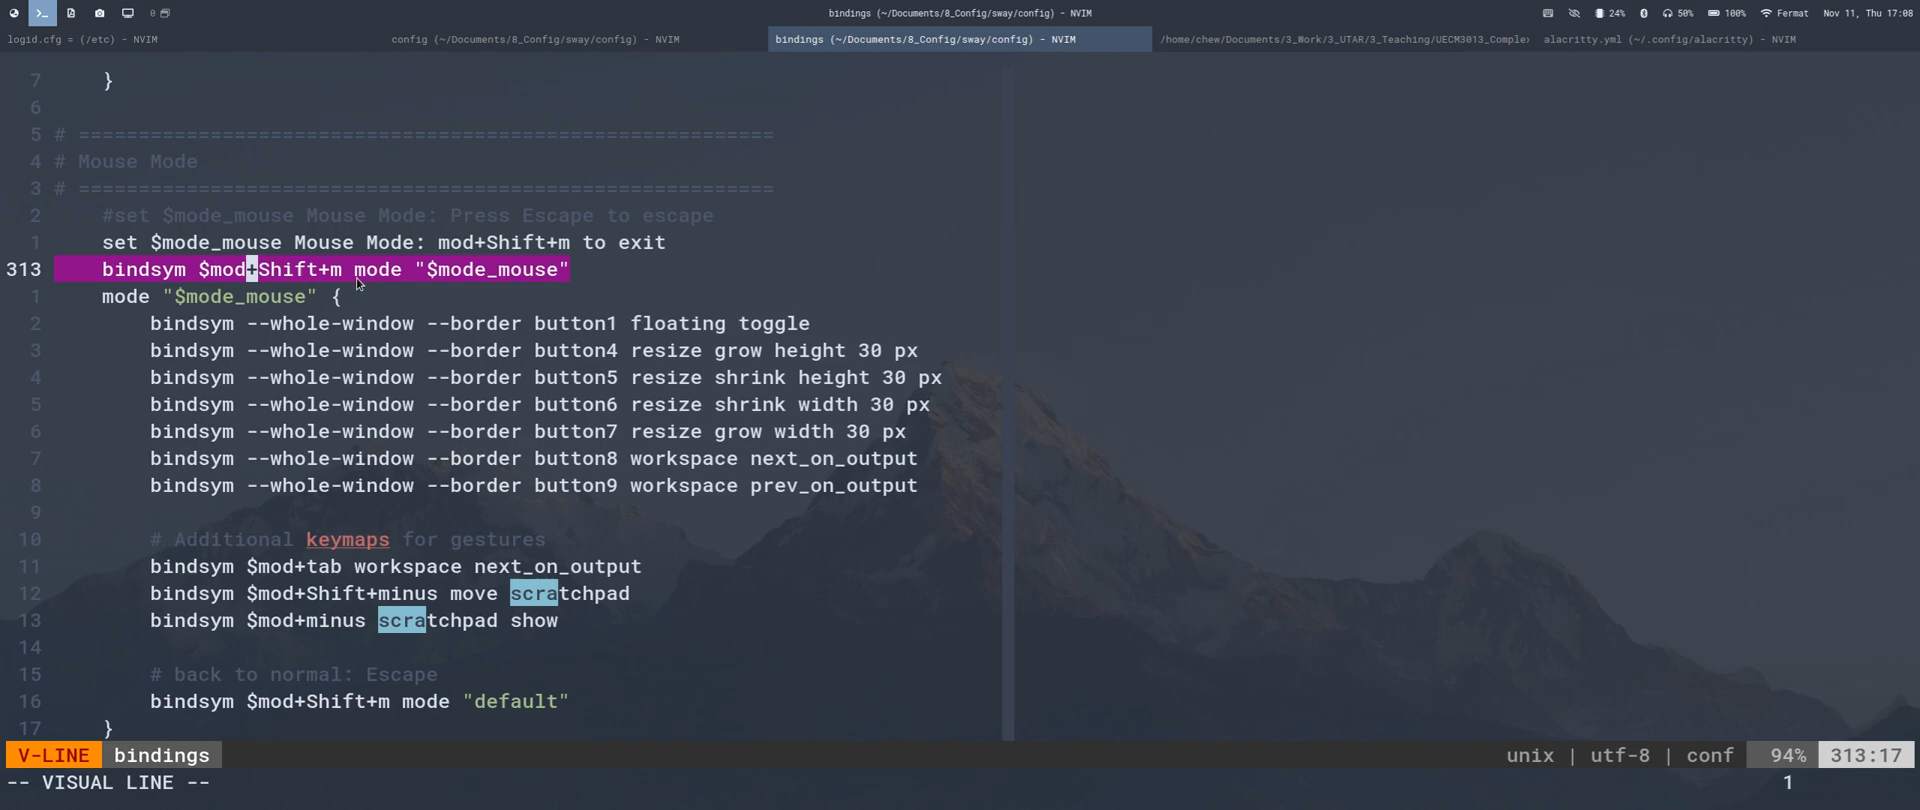 0
bindings (~/Documents/8_Config/sway/config) - NVIM
24% 50% 100% Fermat Nov 11, Thu 17:08
logid.cfg = (/etc) - NVIM
config (~/Documents/8_Config/sway/config) - NVIM
bindings (~/Documents/8_Config/sway/config) - NVIM
/home/chew/Documents/3_Work/3_UTAR/3_Teaching/UECM3013_Comple>
alacritty.yml (~/.config/alacritty) - NVIM
7 }
6
5 # ==========================================================
4 # Mouse Mode
3 # ==========================================================
2 #set $mode_mouse Mouse Mode: Press Escape to escape
1 set $mode_mouse Mouse Mode: mod+Shift+m to exit
313 bindsym $mod+Shift+m mode "$mode_mouse"
1 mode "$mode_mouse" {
2 bindsym --whole-window --border button1 floating toggle
3 bindsym --whole-window --border button4 resize grow height 30 px
4 bindsym --whole-window --border button5 resize shrink height 30 px
5 bindsym --whole-window --border button6 resize shrink width 30 px
6 bindsym --whole-window --border button7 resize grow width 30 px
7 bindsym --whole-window --border button8 workspace next_on_output
8 bindsym --whole-window --border button9 workspace prev_on_output
9
10 # Additional keymaps for gestures
11 bindsym $mod+tab workspace next_on_output
12 bindsym $mod+Shift+minus move scratchpad
13 bindsym $mod+minus scratchpad show
14
15 # back to normal: Escape
16 bindsym $mod+Shift+m mode "default"
17 }
V-LINE bindings unix | utf-8 | conf 94% 313:17
-- VISUAL LINE -- 1